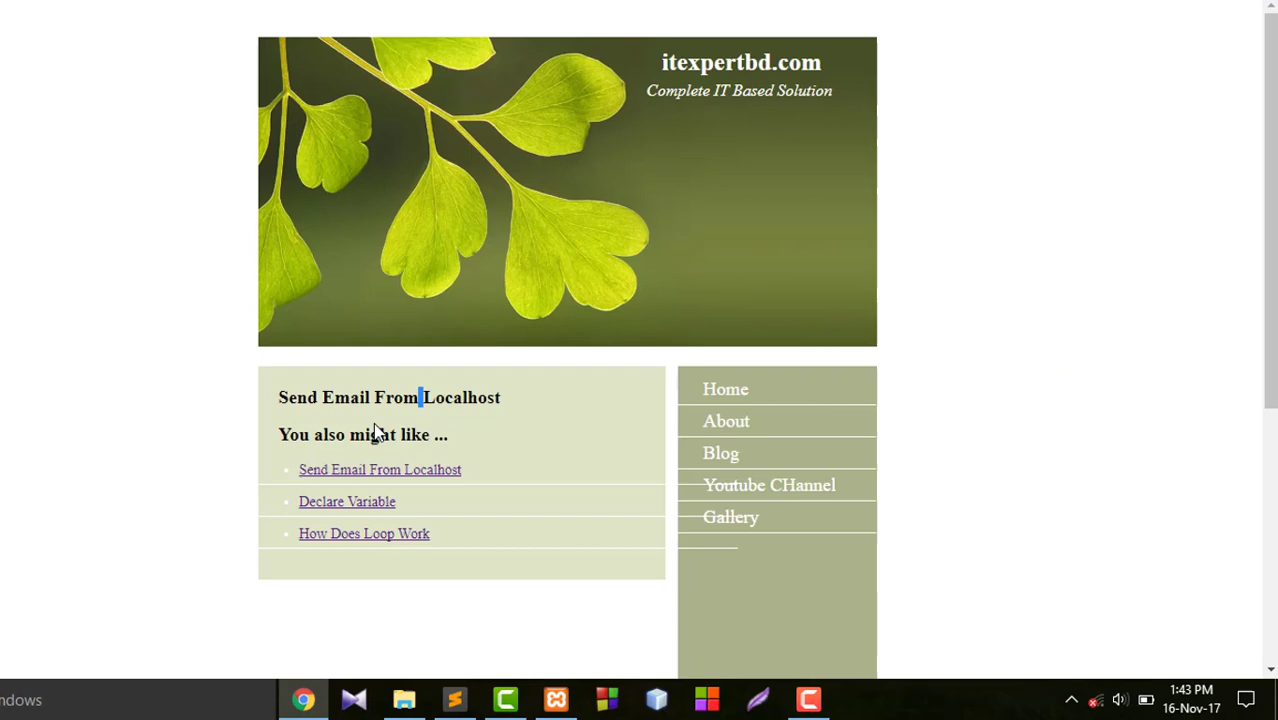 itexpertbd.com
Complete IT Based Solution
Send Email From Localhost
You also might like ...
Send Email From Localhost
Declare Variable
How Does Loop Work
Home
About
Blog
Youtube CHannel
Gallery
ndows
1:43 PM
16-Nov-17